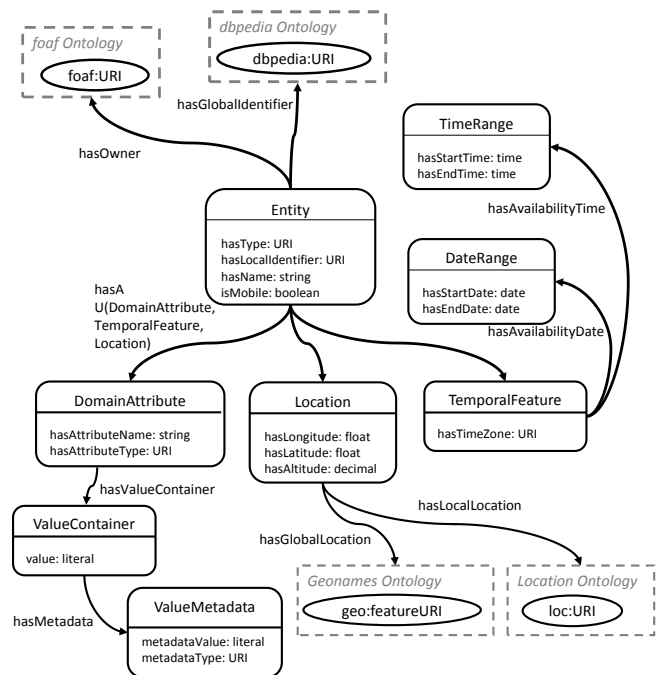 foaf Ontology
foaf:URI
dbpedia Ontology
dbpedia:URI
hasGlobalIdentifier
hasOwner
TimeRange
hasStartTime: time
hasEndTime: time
hasAvailabilityTime
Entity
hasType: URI
hasLocalIdentifier: URI
hasName: string
isMobile: boolean
DateRange
hasStartDate: date
hasEndDate: date
hasAvailabilityDate
hasA
U(DomainAttribute,
TemporalFeature,
Location)
DomainAttribute
hasAttributeName: string
hasAttributeType: URI
Location
hasLongitude: float
hasLatitude: float
hasAltitude: decimal
TemporalFeature
hasTimeZone: URI
hasValueContainer
ValueContainer
value: literal
hasLocalLocation
hasGlobalLocation
hasMetadata
ValueMetadata
metadataValue: literal
metadataType: URI
Geonames Ontology
geo:featureURI
Location Ontology
loc:URI